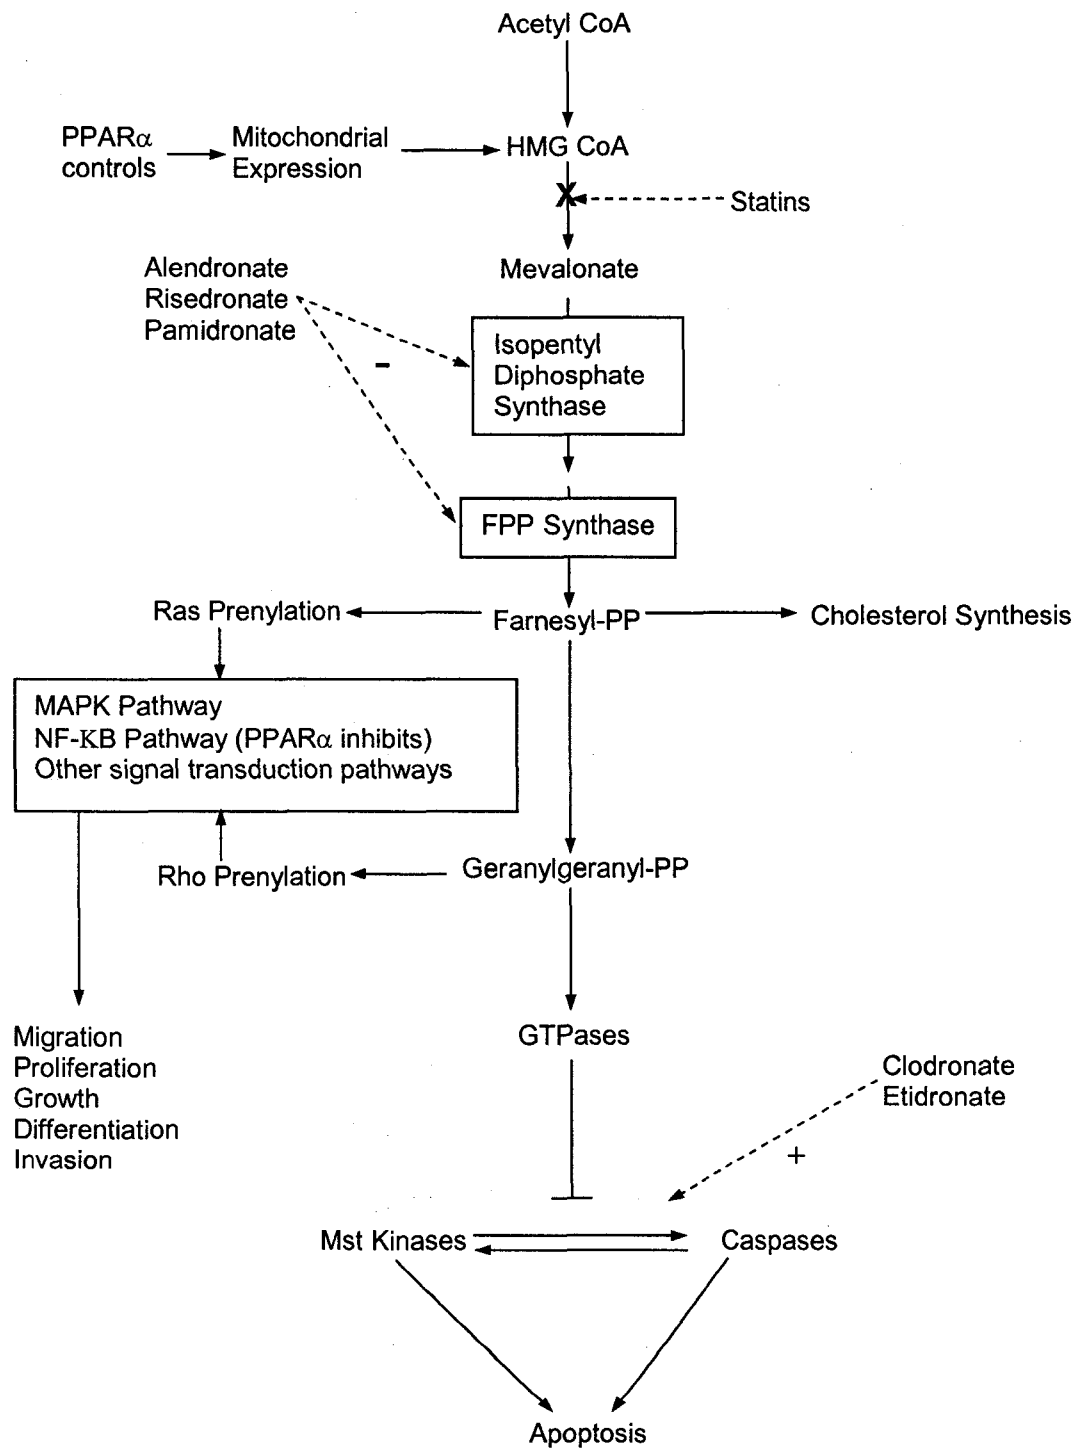 Acetyl CoA
PPARα
controls
Mitochondrial
Expression
HMG CoA
X
Statins
Mevalonate
Alendronate
Risedronate
Pamidronate
-
Isopentyl
Diphosphate
Synthase
FPP Synthase
Ras Prenylation
Farnesyl-PP
Cholesterol Synthesis
MAPK Pathway
NF-KB Pathway (PPARα inhibits)
Other signal transduction pathways
Rho Prenylation
Geranylgeranyl-PP
Migration
Proliferation
Growth
Differentiation
Invasion
GTPases
Clodronate
Etidronate
+
Mst Kinases
Caspases
Apoptosis